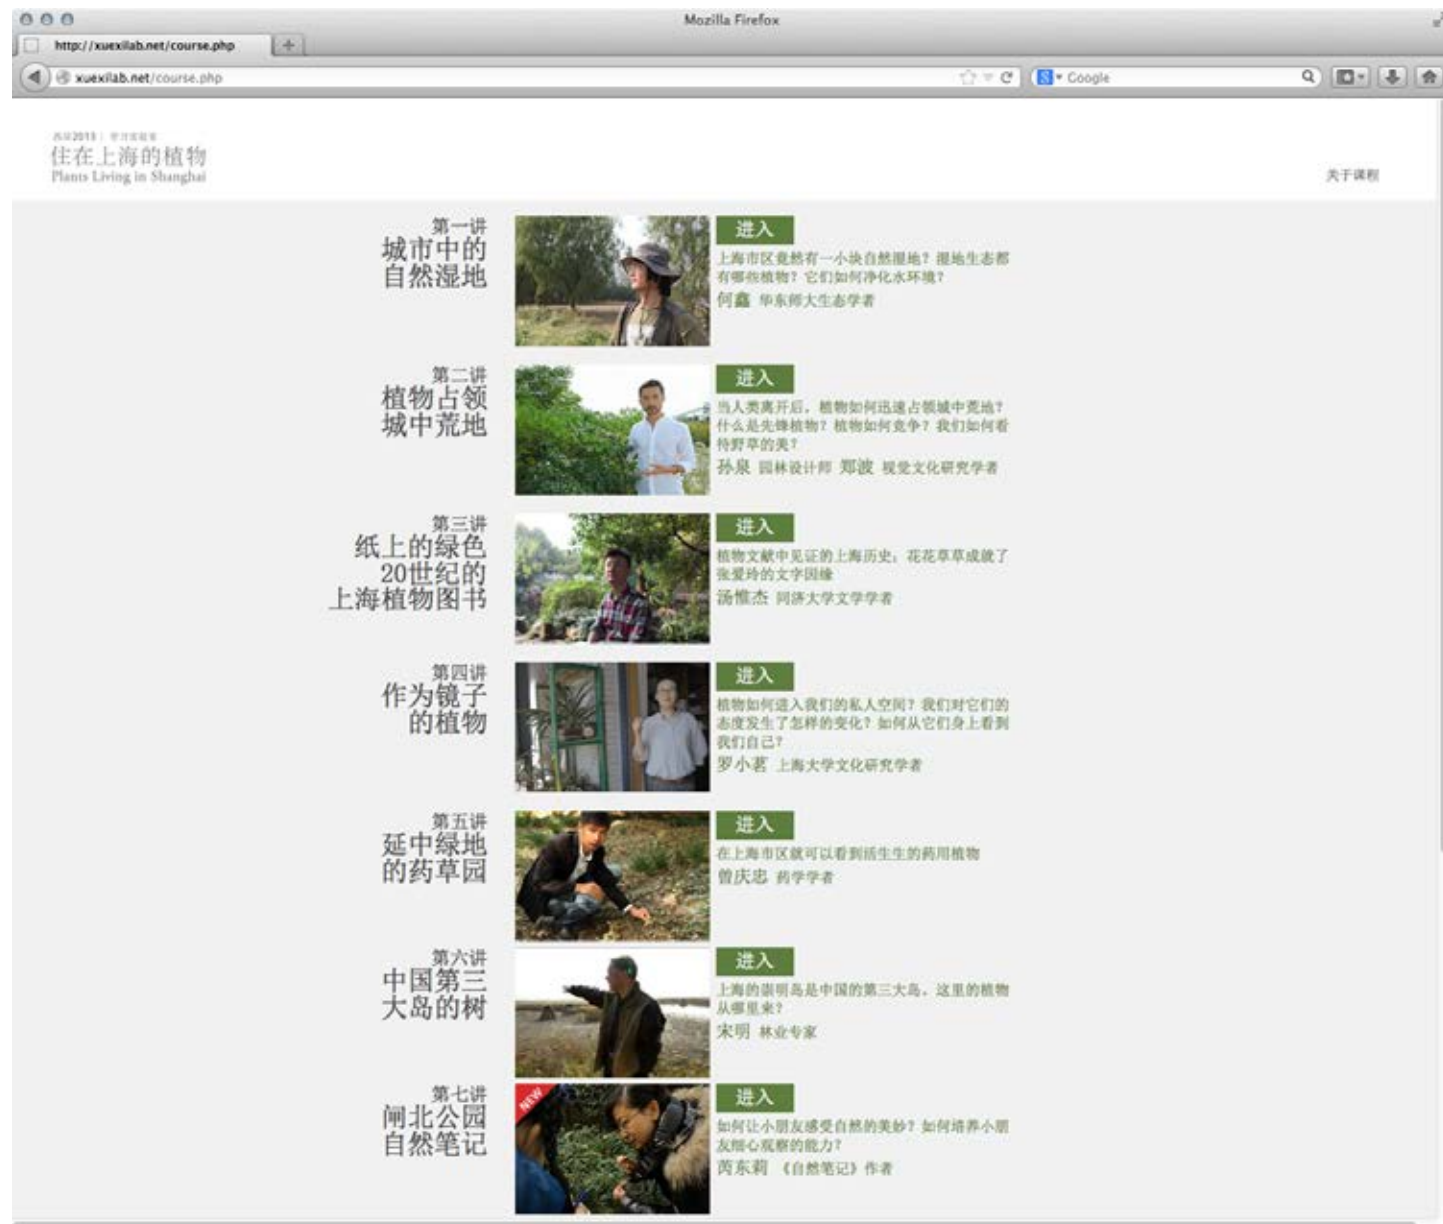 Mozilla Firefox
http://xuexilab.net/course.php
xuexilab.net/course.php
Google
西岸2013 | 学习实验室
住在上海的植物
Plants Living in Shanghai
关于课程
第一讲
城市中的
自然湿地
进入
上海市区竟然有一小块自然湿地？湿地生态都
有哪些植物？它们如何净化水环境？
何鑫 华东师大生态学者
第二讲
植物占领
城中荒地
进入
当人类离开后，植物如何迅速占领城中荒地？
什么是先锋植物？植物如何竞争？我们如何看
待野草的美？
孙泉 园林设计师 郑波 视觉文化研究学者
第三讲
纸上的绿色
20世纪的
上海植物图书
进入
植物文献中见证的上海历史；花花草草成就了
张爱玲的文字因缘
汤惟杰 同济大学文学学者
第四讲
作为镜子
的植物
进入
植物如何进入我们的私人空间？我们对它们的
态度发生了怎样的变化？如何从它们身上看到
我们自己？
罗小茗 上海大学文化研究学者
第五讲
延中绿地
的药草园
进入
在上海市区就可以看到活生生的药用植物
曾庆忠 药学学者
第六讲
中国第三
大岛的树
进入
上海的崇明岛是中国的第三大岛，这里的植物
从哪里来？
宋明 林业专家
第七讲
闸北公园
自然笔记
NEW
进入
如何让小朋友感受自然的美妙？如何培养小朋
友细心观察的能力？
芮东莉 《自然笔记》作者